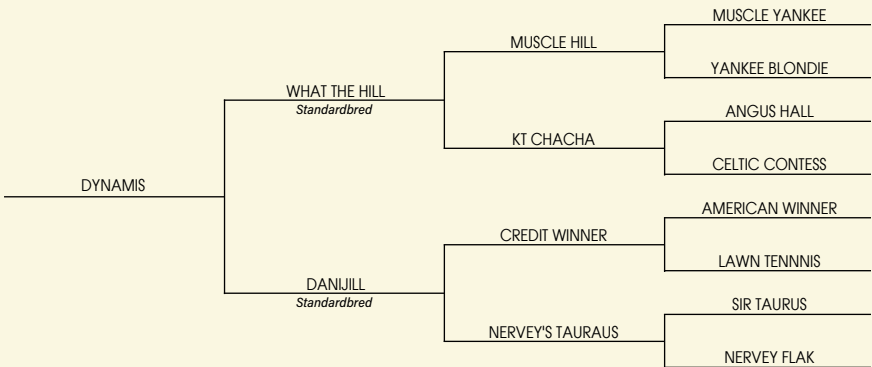 MUSCLE YANKEE
MUSCLE HILL
YANKEE BLONDIE
WHAT THE HILL
Standardbred
ANGUS HALL
KT CHACHA
CELTIC CONTESS
DYNAMIS
AMERICAN WINNER
CREDIT WINNER
LAWN TENNNIS
DANIJILL
Standardbred
SIR TAURUS
NERVEY'S TAURAUS
NERVEY FLAK